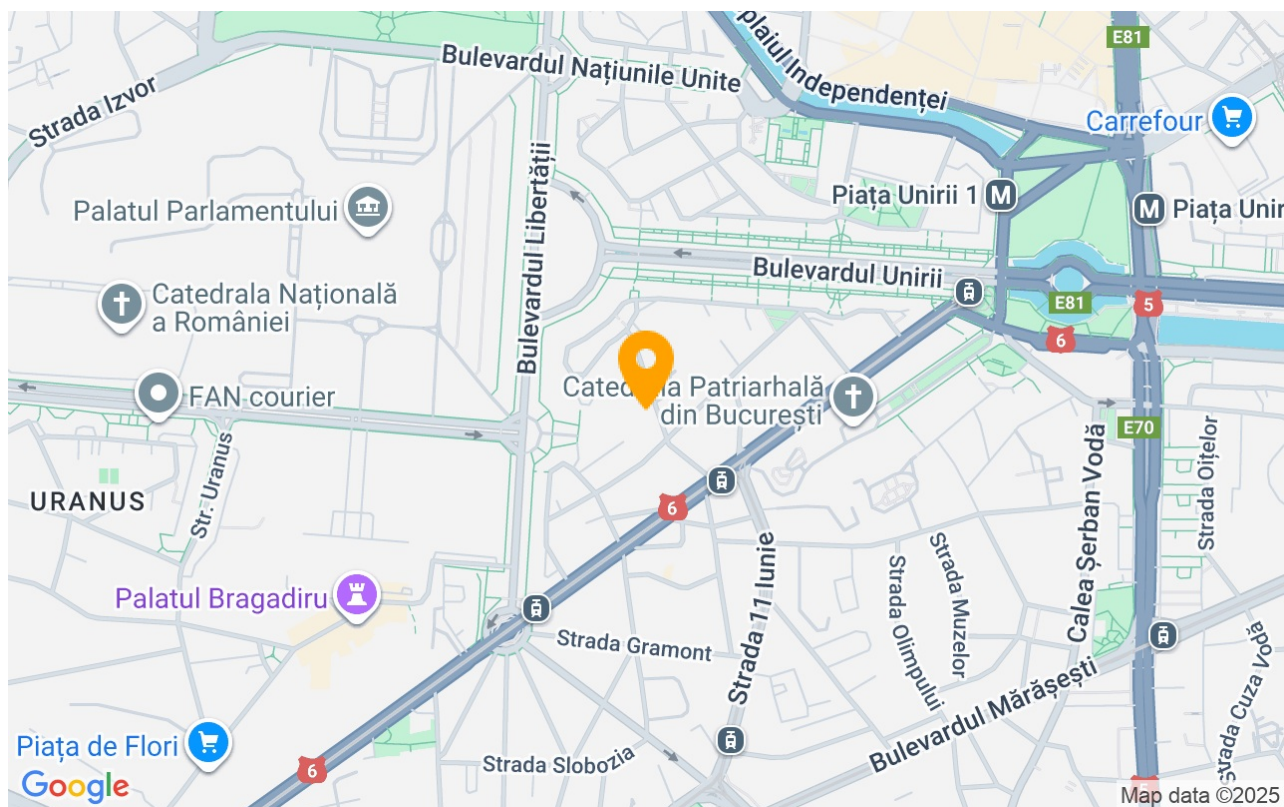 E81
Bulevardul Națiunile Unite
Splaiul Independenței
Strada Izvor
Carrefour
Bulevardul Libertății
Palatul Parlamentului
Piața Unirii 1
M
M
Piața Unir
Catedrala Națională
a României
Bulevardul Unirii
E81
5
6
FAN courier
Catedrala Patriarhală
din București
E70
Calea Șerban Vodă
Strada Oițelor
URANUS
Str. Uranus
6
Strada 11 Iunie
Strada Olimpului
Strada Muzelor
Palatul Bragadiru
Strada Gramont
Bulevardul Mărășești
Strada Cuza Vodă
Piața de Flori
Strada Slobozia
6
5
Google
Map data ©2025